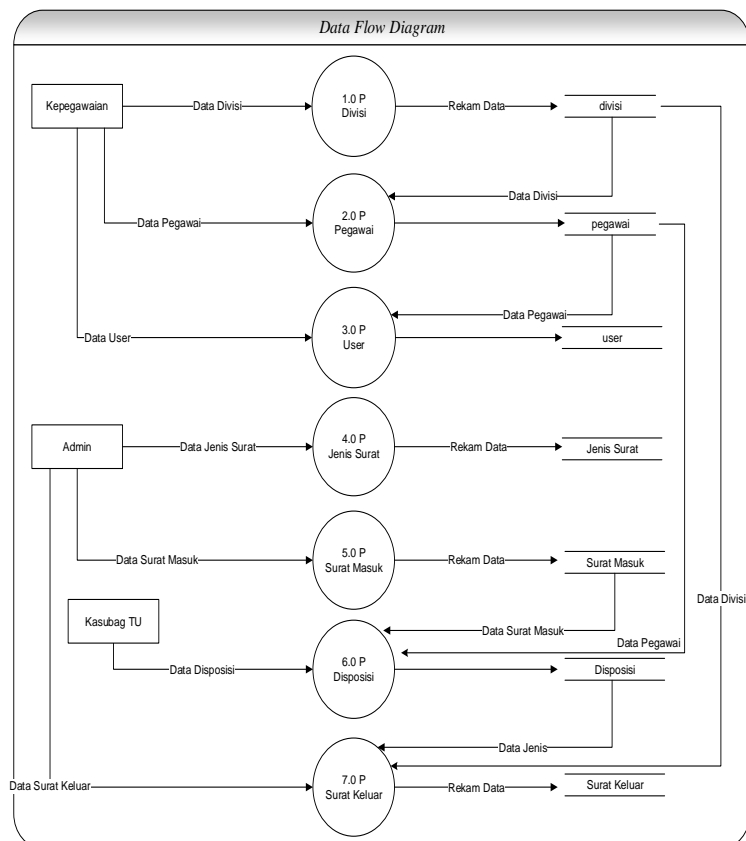 Data Flow Diagram
Kepegawaian
Data Divisi
1.0 P
Divisi
Rekam Data
divisi
Data Divisi
Data Pegawai
2.0 P
Pegawai
pegawai
Data Pegawai
Data User
3.0 P
User
user
Admin
Data Jenis Surat
4.0 P
Jenis Surat
Rekam Data
Jenis Surat
Data Surat Masuk
5.0 P
Surat Masuk
Rekam Data
Surat Masuk
Data Divisi
Kasubag TU
Data Surat Masuk
Data Pegawai
Data Disposisi
6.0 P
Disposisi
Disposisi
Data Jenis
Data Surat Keluar
7.0 P
Surat Keluar
Rekam Data
Surat Keluar